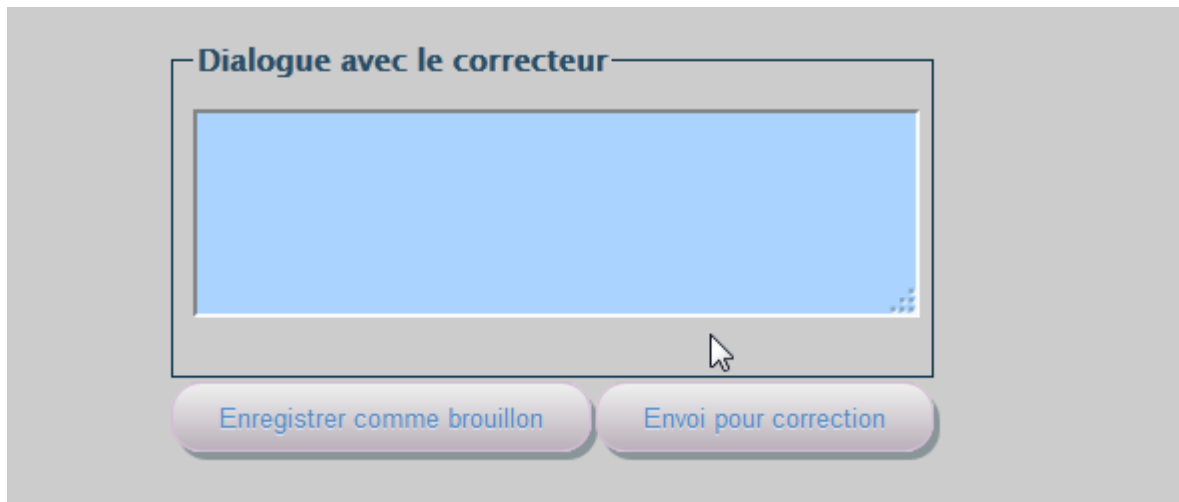 Dialogue avec le correcteur
Enregistrer comme brouillon
Envoi pour correction